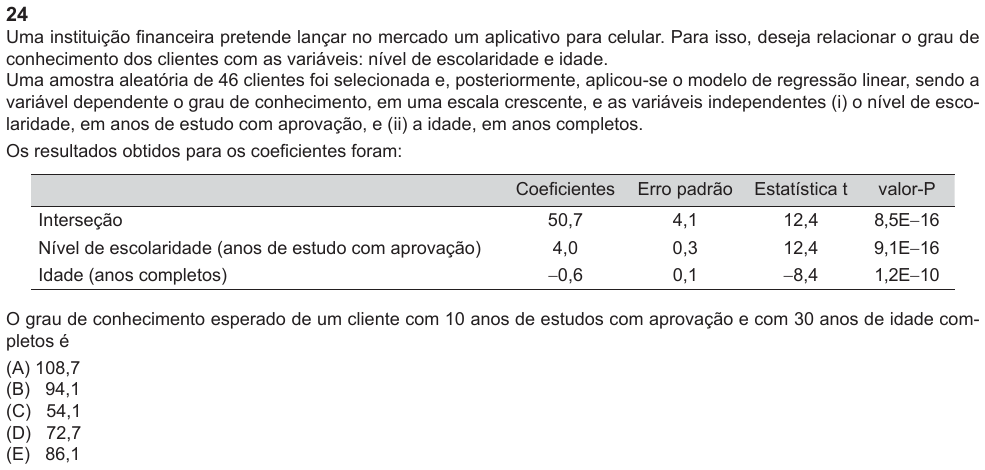 24
Uma instituição financeira pretende lançar no mercado um aplicativo para celular. Para isso, deseja relacionar o grau de
conhecimento dos clientes com as variáveis: nível de escolaridade e idade.
Uma amostra aleatória de 46 clientes foi selecionada e, posteriormente, aplicou-se o modelo de regressão linear, sendo a
variável dependente o grau de conhecimento, em uma escala crescente, e as variáveis independentes (i) o nível de esco-
laridade, em anos de estudo com aprovação, e (ii) a idade, em anos completos.
Os resultados obtidos para os coeficientes foram:
Coeficientes Erro padrão Estatística t valor-P
Interseção 50,7 4,1 12,4 8,5E–16
Nível de escolaridade (anos de estudo com aprovação) 4,0 0,3 12,4 9,1E–16
Idade (anos completos) –0,6 0,1 –8,4 1,2E–10
O grau de conhecimento esperado de um cliente com 10 anos de estudos com aprovação e com 30 anos de idade com-
pletos é
(A) 108,7
(B) 94,1
(C) 54,1
(D) 72,7
(E) 86,1